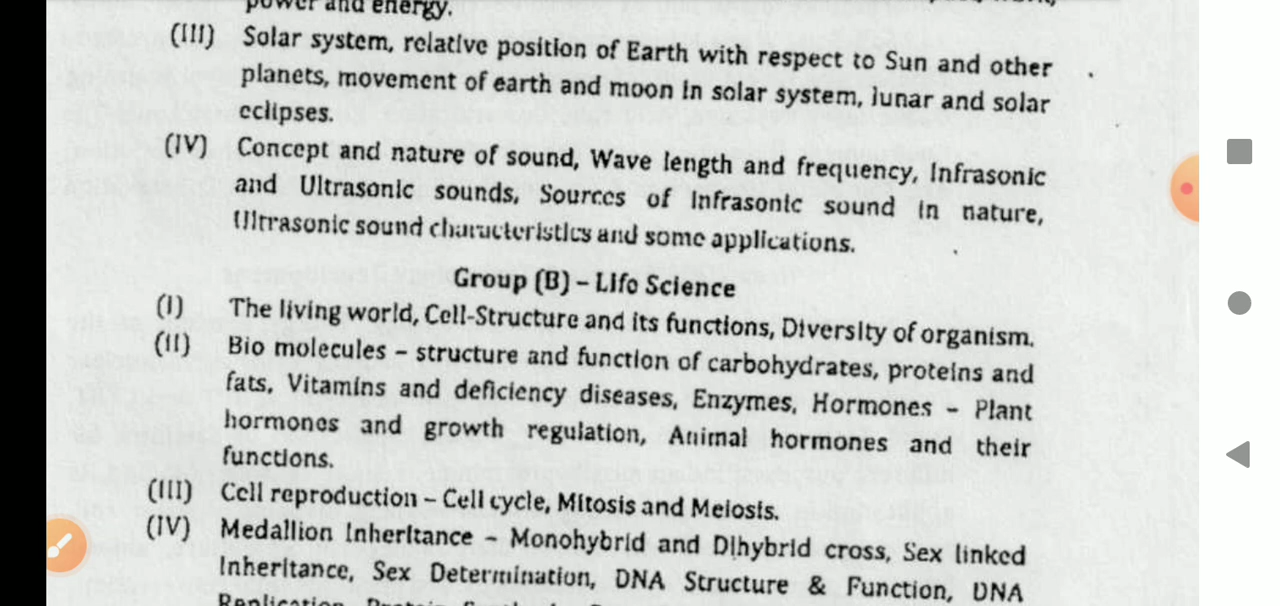 power and energy.
(III) Solar system, relative position of Earth with respect to Sun and other
planets, movement of earth and moon in solar system, lunar and solar
eclipses.
(IV) Concept and nature of sound, Wave length and frequency, Infrasonic
and Ultrasonic sounds, Sources of Infrasonic sound in nature,
Ultrasonic sound characteristics and some applications.
Group (B) – Life Science
(I) The living world, Cell-Structure and its functions, Diversity of organism.
(II) Bio molecules – structure and function of carbohydrates, proteins and
fats, Vitamins and deficiency diseases, Enzymes, Hormones – Plant
hormones and growth regulation, Animal hormones and their
functions.
(III) Cell reproduction – Cell cycle, Mitosis and Meiosis.
(IV) Medallion Inheritance – Monohybrid and Dihybrid cross, Sex linked
Inheritance, Sex Determination, DNA Structure & Function, DNA
Replication, Protein